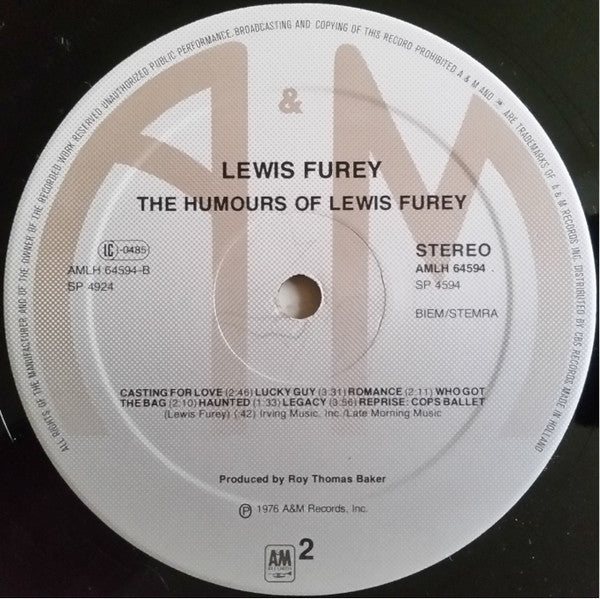 ALL RIGHTS OF THE MANUFACTURER AND OF THE OWNER OF THE RECORDED WORK RESERVED UNAUTHORIZED PUBLIC PERFORMANCE, BROADCASTING AND COPYING OF THIS RECORD PROHIBITED A & M AND ARE TRADEMARKS OF A & M RECORDS INC. DISTRIBUTED BY CBS RECORDS MADE IN HOLLAND
A & M
LEWIS FUREY
THE HUMOURS OF LEWIS FUREY
IC -0485
AMLH 64594-B
SP 4924
STEREO
AMLH 64594 .
SP 4594
BIEM/STEMRA
CASTING FOR LOVE (2:46) LUCKY GUY (3:31) ROMANCE (2:11) WHO GOT
THE BAG (2:10) HAUNTED (1:33) LEGACY (3:56) REPRISE: COPS BALLET
(Lewis Furey) (:42) Irving Music, Inc./Late Morning Music
Produced by Roy Thomas Baker
℗ 1976 A&M Records, Inc.
AM 2